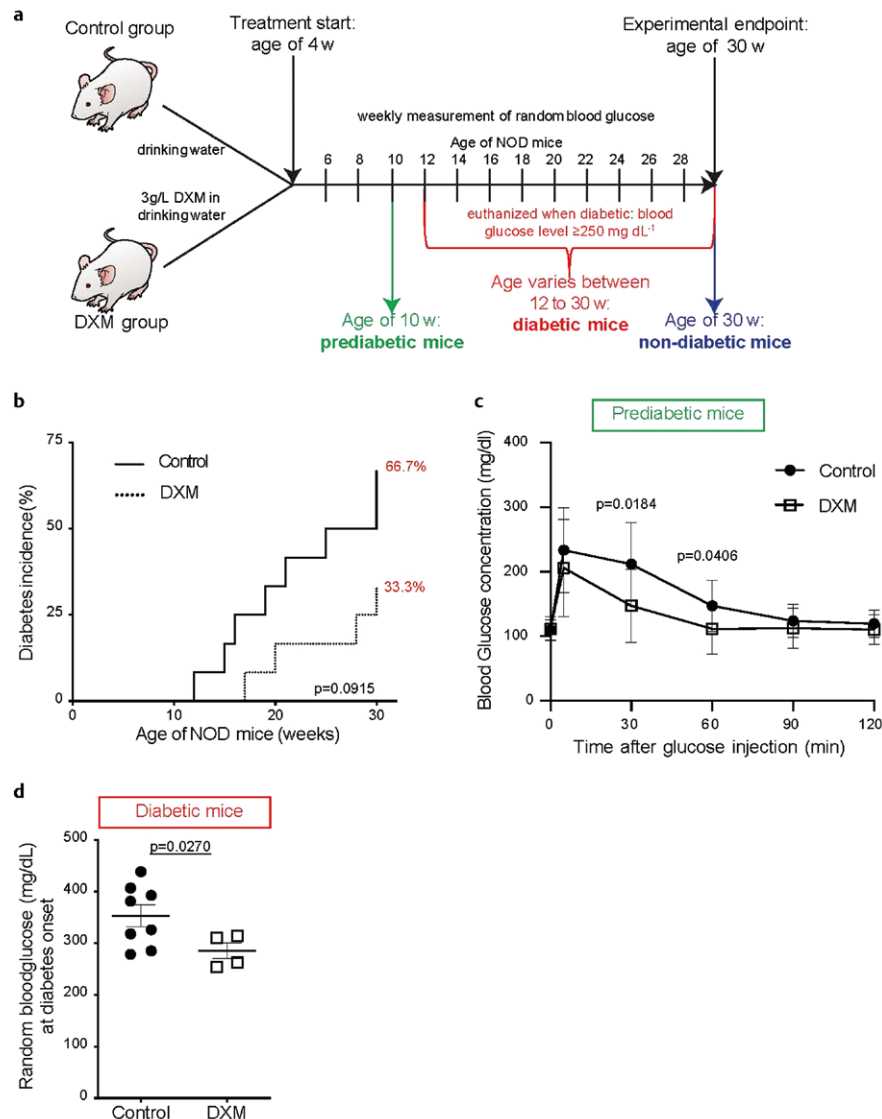 a
Control group
Treatment start:
age of 4 w
Experimental endpoint:
age of 30 w
weekly measurement of random blood glucose
Age of NOD mice
drinking water
6 8 10 12 14 16 18 20 22 24 26 28
3g/L DXM in
drinking water
euthanized when diabetic: blood
glucose level ≥250 mg dL-1
DXM group
Age of 10 w:
prediabetic mice
Age varies between
12 to 30 w:
diabetic mice
Age of 30 w:
non-diabetic mice
b
Diabetes incidence(%)
75
50
25
0
Control
DXM
66.7%
33.3%
p=0.0915
0 10 20 30
Age of NOD mice (weeks)
c
Prediabetic mice
Blood Glucose concentration (mg/dl)
400
300
200
100
0
Control
DXM
p=0.0184
p=0.0406
0 30 60 90 120
Time after glucose injection (min)
d
Diabetic mice
Random bloodglucose (mg/dL)
at diabetes onset
500
400
300
200
100
0
p=0.0270
Control DXM